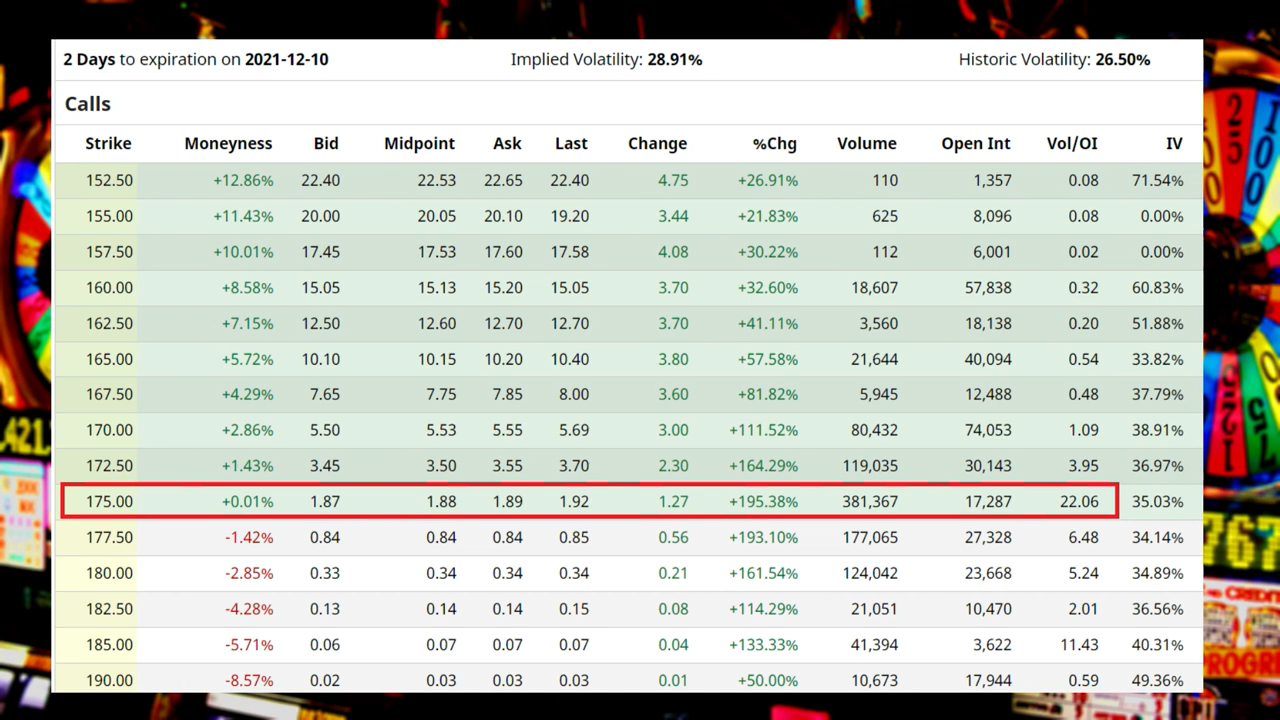 2 Days to expiration on 2021-12-10 Implied Volatility: 28.91% Historic Volatility: 26.50%
Calls
Strike Moneyness Bid Midpoint Ask Last Change %Chg Volume Open Int Vol/OI IV
152.50 +12.86% 22.40 22.53 22.65 22.40 4.75 +26.91% 110 1,357 0.08 71.54%
155.00 +11.43% 20.00 20.05 20.10 19.20 3.44 +21.83% 625 8,096 0.08 0.00%
157.50 +10.01% 17.45 17.53 17.60 17.58 4.08 +30.22% 112 6,001 0.02 0.00%
160.00 +8.58% 15.05 15.13 15.20 15.05 3.70 +32.60% 18,607 57,838 0.32 60.83%
162.50 +7.15% 12.50 12.60 12.70 12.70 3.70 +41.11% 3,560 18,138 0.20 51.88%
165.00 +5.72% 10.10 10.15 10.20 10.40 3.80 +57.58% 21,644 40,094 0.54 33.82%
167.50 +4.29% 7.65 7.75 7.85 8.00 3.60 +81.82% 5,945 12,488 0.48 37.79%
170.00 +2.86% 5.50 5.53 5.55 5.69 3.00 +111.52% 80,432 74,053 1.09 38.91%
172.50 +1.43% 3.45 3.50 3.55 3.70 2.30 +164.29% 119,035 30,143 3.95 36.97%
175.00 +0.01% 1.87 1.88 1.89 1.92 1.27 +195.38% 381,367 17,287 22.06 35.03%
177.50 -1.42% 0.84 0.84 0.84 0.85 0.56 +193.10% 177,065 27,328 6.48 34.14%
180.00 -2.85% 0.33 0.34 0.34 0.34 0.21 +161.54% 124,042 23,668 5.24 34.89%
182.50 -4.28% 0.13 0.14 0.14 0.15 0.08 +114.29% 21,051 10,470 2.01 36.56%
185.00 -5.71% 0.06 0.07 0.07 0.07 0.04 +133.33% 41,394 3,622 11.43 40.31%
190.00 -8.57% 0.02 0.03 0.03 0.03 0.01 +50.00% 10,673 17,944 0.59 49.36%